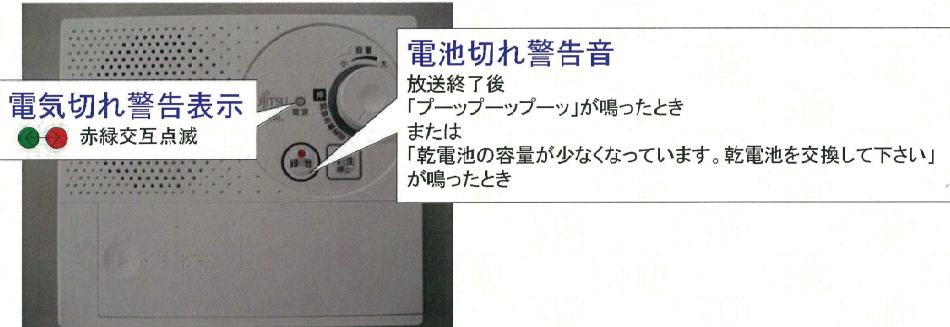 電気切れ警告表示
赤緑交互点滅
電池切れ警告音
放送終了後
「プーップーップーッ」が鳴ったとき
または
「乾電池の容量が少なくなっています。乾電池を交換して下さい」
が鳴ったとき
音量
小 大
電源
録音